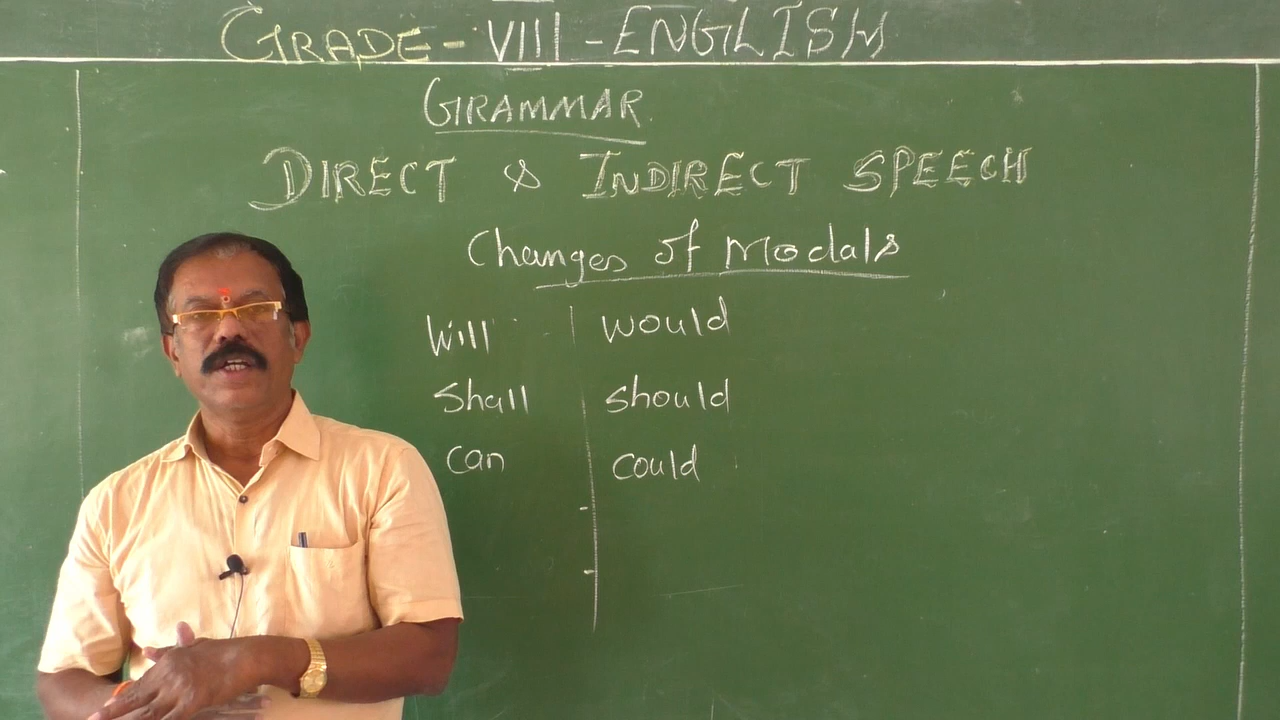 GRADE - VIII - ENGLISH
GRAMMAR
DIRECT & INDIRECT SPEECH
Changes of Modals
Will would
Shall should
can could